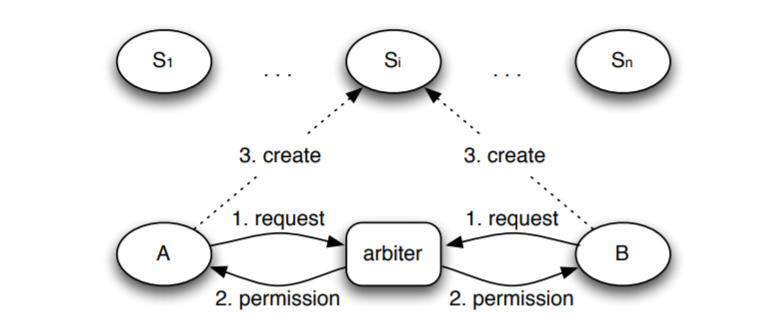 S1 ... Si ... Sn
3. create 3. create
1. request 1. request
A arbiter B
2. permission 2. permission